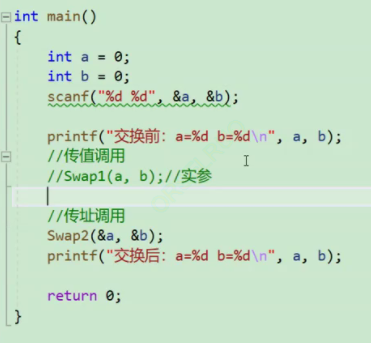 int main()
{
    int a = 0;
    int b = 0;
    scanf("%d %d", &a, &b);
    printf("交换前：a=%d b=%d\n", a, b);
    //传值调用
    //Swap1(a, b);//实参
    //传址调用
    Swap2(&a, &b);
    printf("交换后：a=%d b=%d\n", a, b);
    return 0;
}